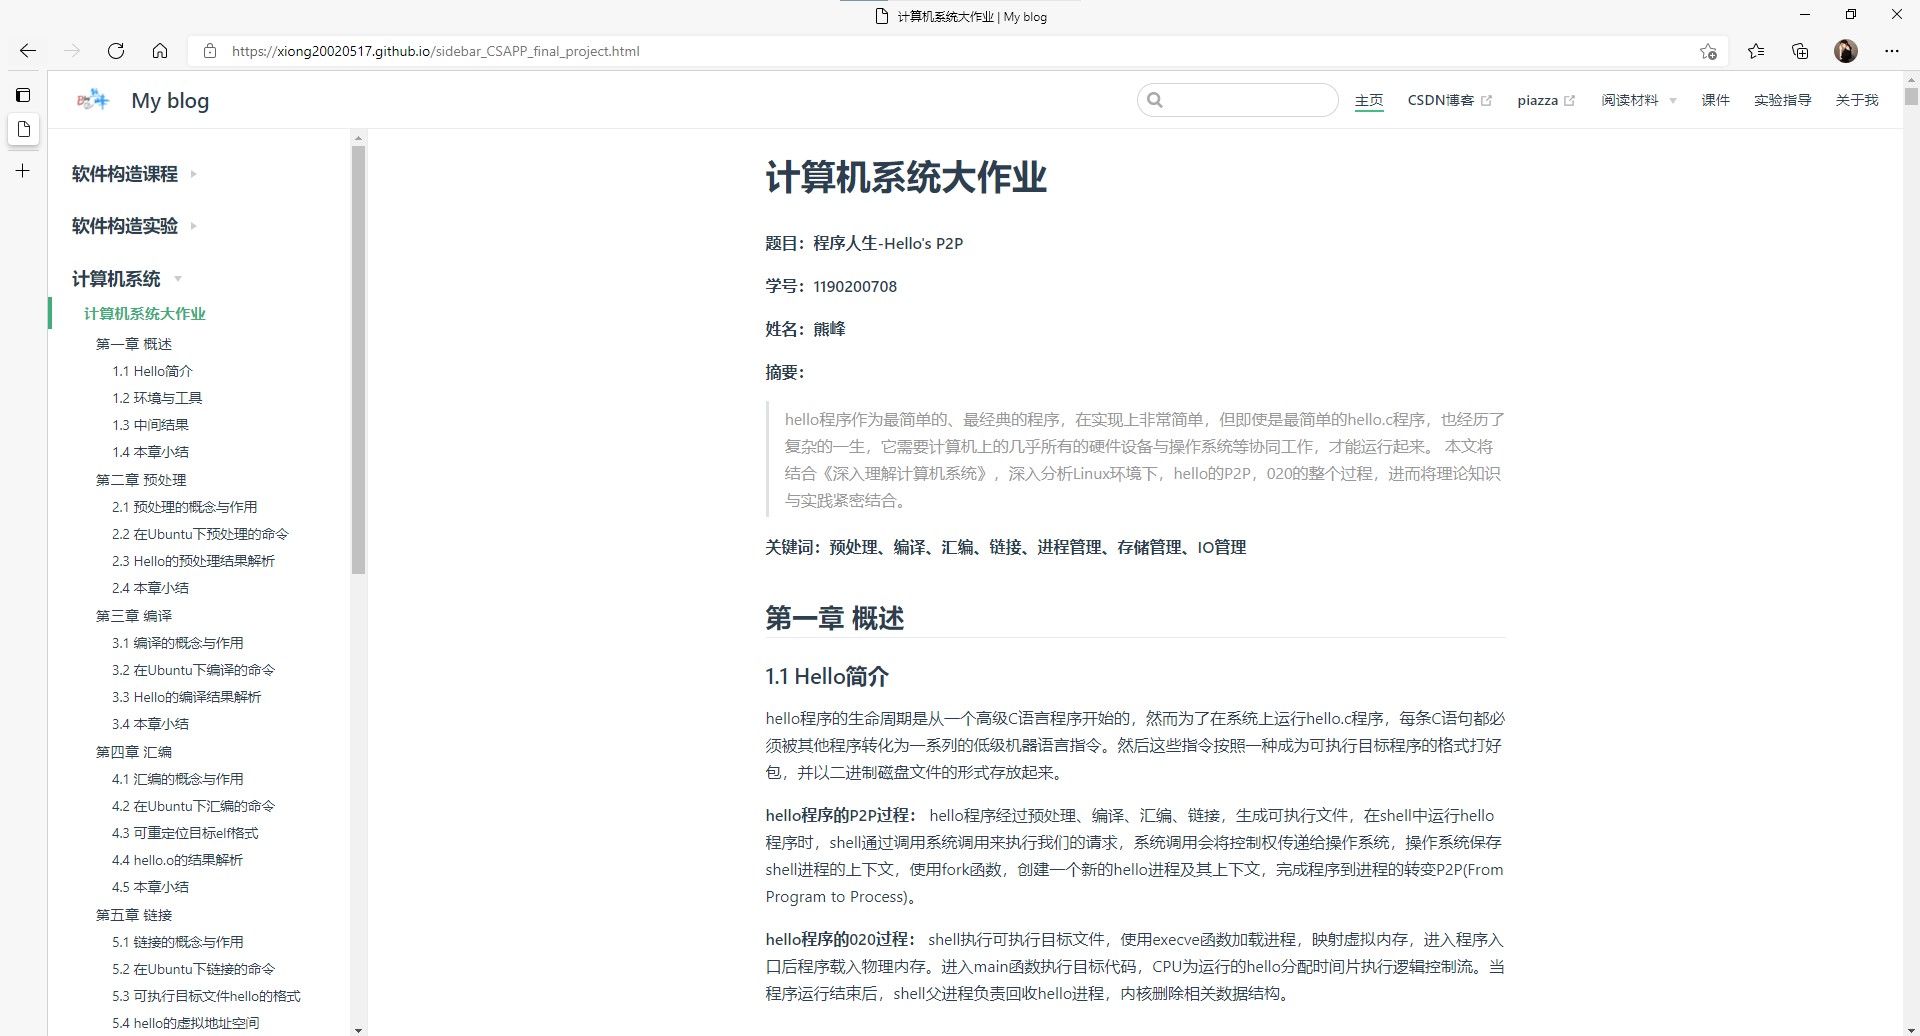 计算机系统大作业 | My blog
https://xiong20020517.github.io/sidebar_CSAPP_final_project.html
My blog
主页 CSDN博客 piazza 阅读材料 课件 实验指导 关于我
软件构造课程
软件构造实验
计算机系统
计算机系统大作业
第一章 概述
1.1 Hello简介
1.2 环境与工具
1.3 中间结果
1.4 本章小结
第二章 预处理
2.1 预处理的概念与作用
2.2 在Ubuntu下预处理的命令
2.3 Hello的预处理结果解析
2.4 本章小结
第三章 编译
3.1 编译的概念与作用
3.2 在Ubuntu下编译的命令
3.3 Hello的编译结果解析
3.4 本章小结
第四章 汇编
4.1 汇编的概念与作用
4.2 在Ubuntu下汇编的命令
4.3 可重定位目标elf格式
4.4 hello.o的结果解析
4.5 本章小结
第五章 链接
5.1 链接的概念与作用
5.2 在Ubuntu下链接的命令
5.3 可执行目标文件hello的格式
5.4 hello的虚拟地址空间
计算机系统大作业
题目：程序人生-Hello's P2P
学号：1190200708
姓名：熊峰
摘要：
hello程序作为最简单的、最经典的程序，在实现上非常简单，但即使是最简单的hello.c程序，也经历了
复杂的一生，它需要计算机上的几乎所有的硬件设备与操作系统等协同工作，才能运行起来。 本文将
结合《深入理解计算机系统》，深入分析Linux环境下，hello的P2P，020的整个过程，进而将理论知识
与实践紧密结合。
关键词：预处理、编译、汇编、链接、进程管理、存储管理、IO管理
第一章 概述
1.1 Hello简介
hello程序的生命周期是从一个高级C语言程序开始的，然而为了在系统上运行hello.c程序，每条C语句都必
须被其他程序转化为一系列的低级机器语言指令。然后这些指令按照一种成为可执行目标程序的格式打好
包，并以二进制磁盘文件的形式存放起来。
hello程序的P2P过程： hello程序经过预处理、编译、汇编、链接，生成可执行文件，在shell中运行hello
程序时，shell通过调用系统调用来执行我们的请求，系统调用会将控制权传递给操作系统，操作系统保存
shell进程的上下文，使用fork函数，创建一个新的hello进程及其上下文，完成程序到进程的转变P2P(From
Program to Process)。
hello程序的020过程： shell执行可执行目标文件，使用execve函数加载进程，映射虚拟内存，进入程序入
口后程序载入物理内存。进入main函数执行目标代码，CPU为运行的hello分配时间片执行逻辑控制流。当
程序运行结束后，shell父进程负责回收hello进程，内核删除相关数据结构。